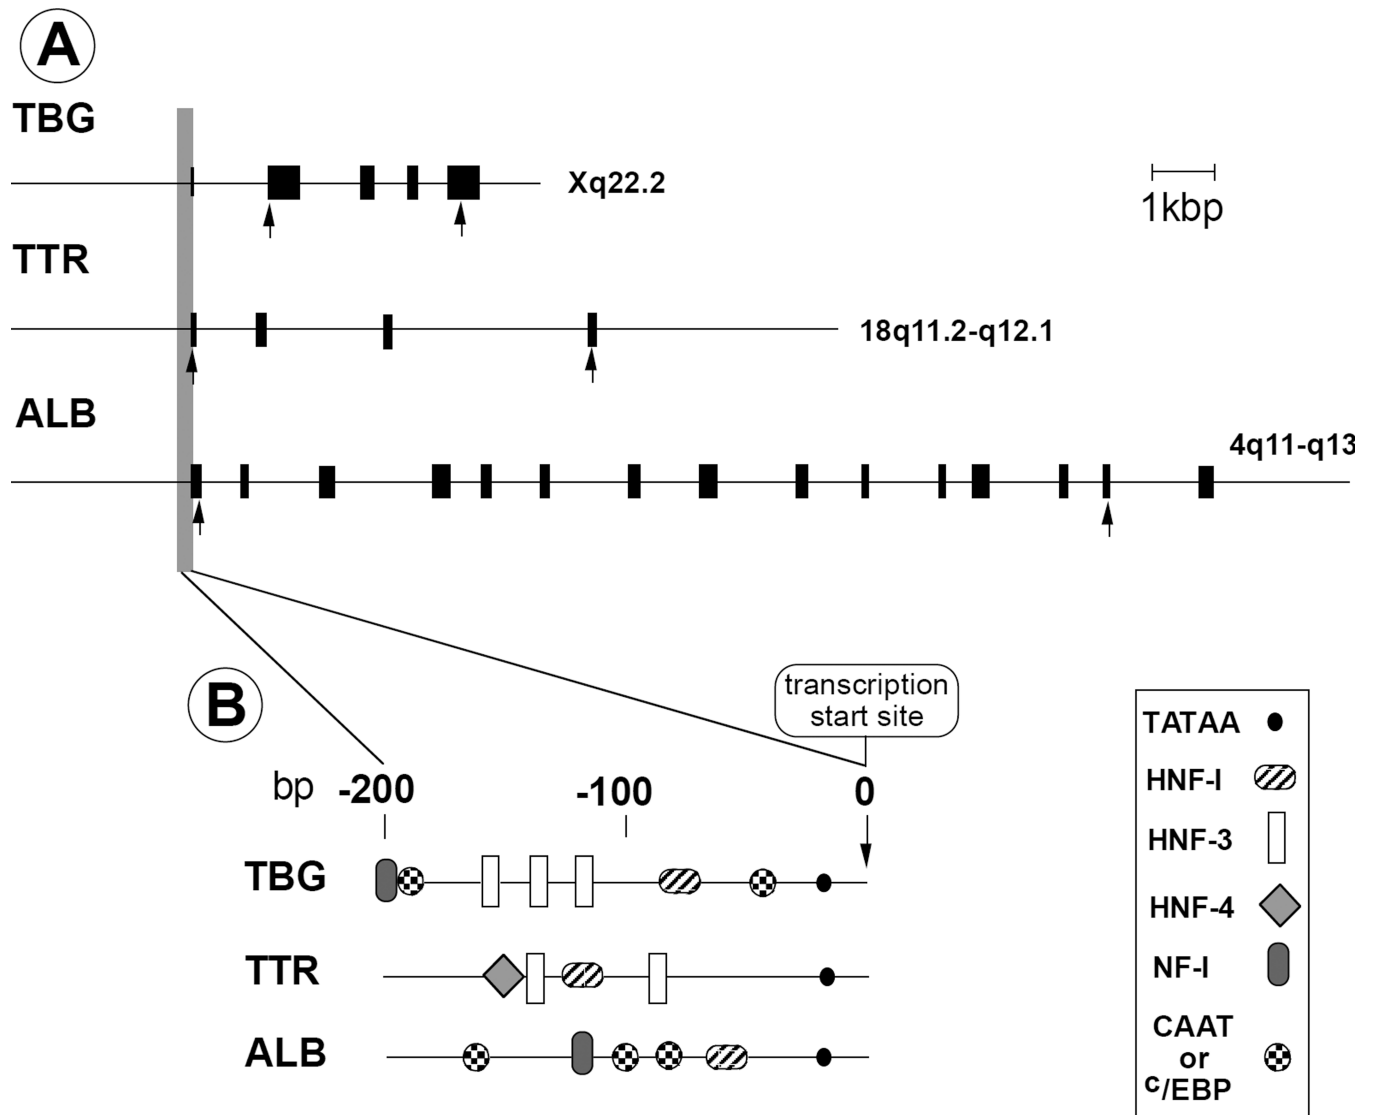 A
TBG
Xq22.2
1kbp
TTR
18q11.2-q12.1
ALB
4q11-q13
B
transcription
start site
bp -200 -100 0
TBG
TTR
ALB
TATAA
HNF-I
HNF-3
HNF-4
NF-I
CAAT
or
c/EBP